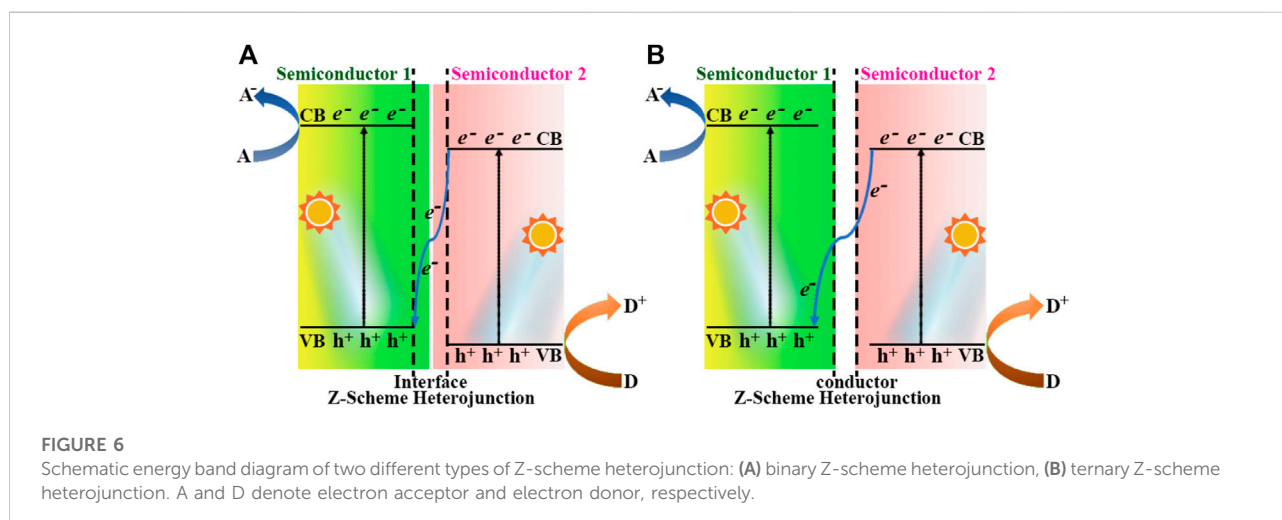 A
Semiconductor 1 Semiconductor 2
A⁻
CB e⁻ e⁻ e⁻
A
e⁻ e⁻ e⁻ CB
e⁻
e⁻
D⁺
VB h⁺ h⁺ h⁺
h⁺ h⁺ h⁺ VB
D
Interface
Z-Scheme Heterojunction
B
Semiconductor 1 Semiconductor 2
A⁻
CB e⁻ e⁻ e⁻
A
e⁻ e⁻ e⁻ CB
e⁻
e⁻
D⁺
VB h⁺ h⁺ h⁺
h⁺ h⁺ h⁺ VB
D
conductor
Z-Scheme Heterojunction
FIGURE 6
Schematic energy band diagram of two different types of Z-scheme heterojunction: (A) binary Z-scheme heterojunction, (B) ternary Z-scheme
heterojunction. A and D denote electron acceptor and electron donor, respectively.